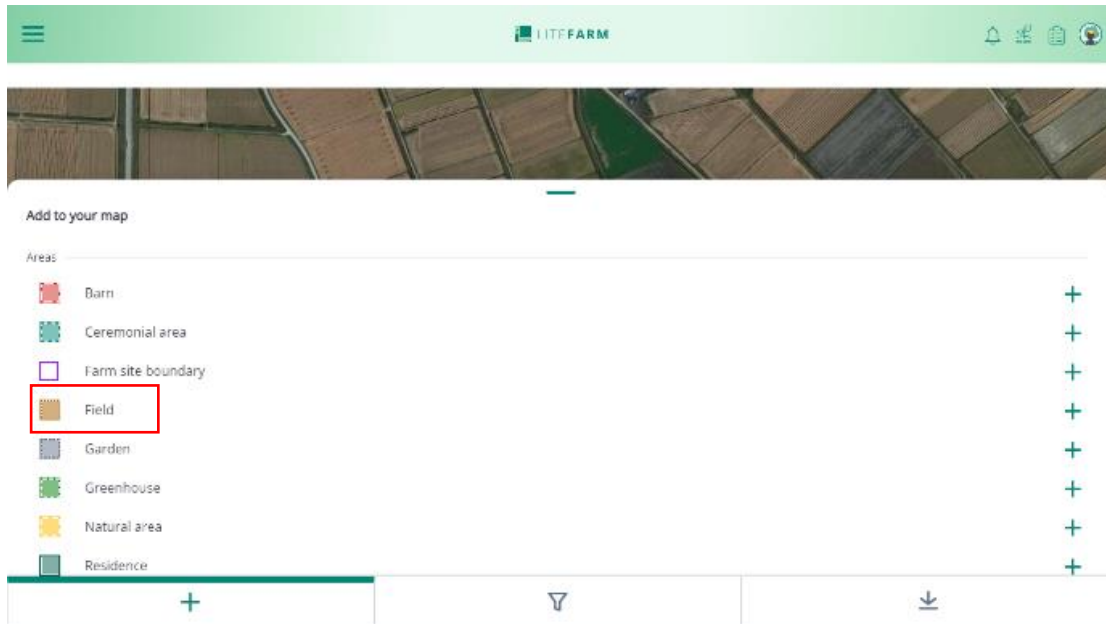 LITEFARM
Add to your map
Areas
Barn
Ceremonial area
Farm site boundary
Field
Garden
Greenhouse
Natural area
Residence